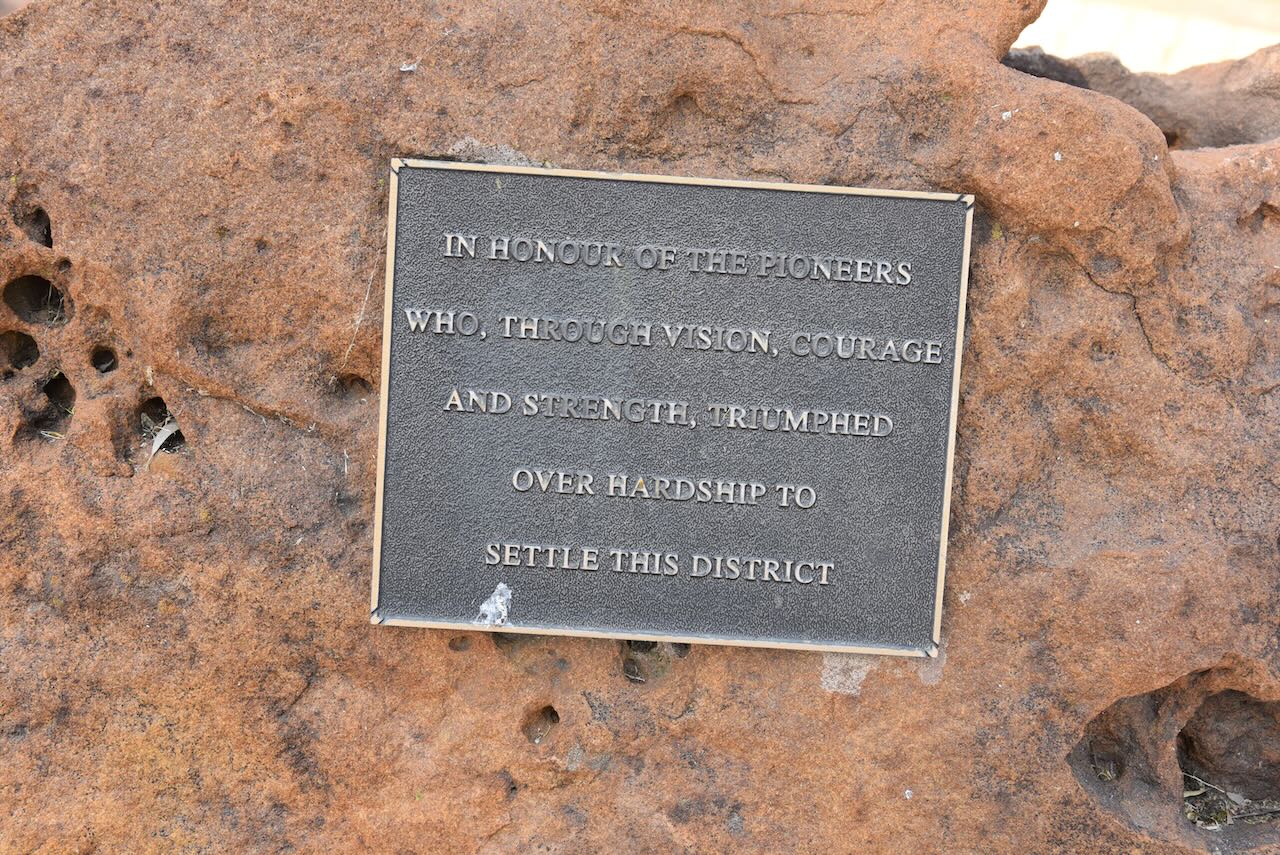 IN HONOUR OF THE PIONEERS
WHO, THROUGH VISION, COURAGE
AND STRENGTH, TRIUMPHED
OVER HARDSHIP TO
SETTLE THIS DISTRICT